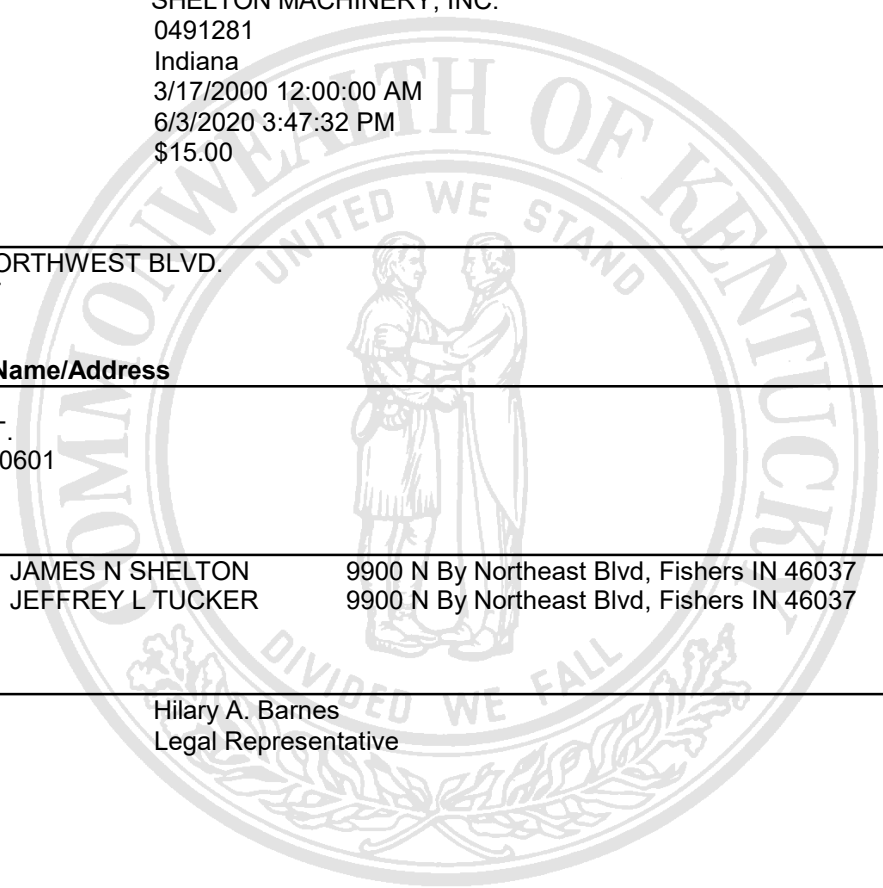 SHELTON MACHINERY, INC.
0491281
Indiana
3/17/2000 12:00:00 AM
6/3/2020 3:47:32 PM
$15.00
ORTHWEST BLVD.
Name/Address
T.
0601
JAMES N SHELTON 9900 N By Northeast Blvd, Fishers IN 46037
JEFFREY L TUCKER 9900 N By Northeast Blvd, Fishers IN 46037
Hilary A. Barnes
Legal Representative
COMMONWEALTH OF KENTUCKY
UNITED WE STAND
DIVIDED WE FALL